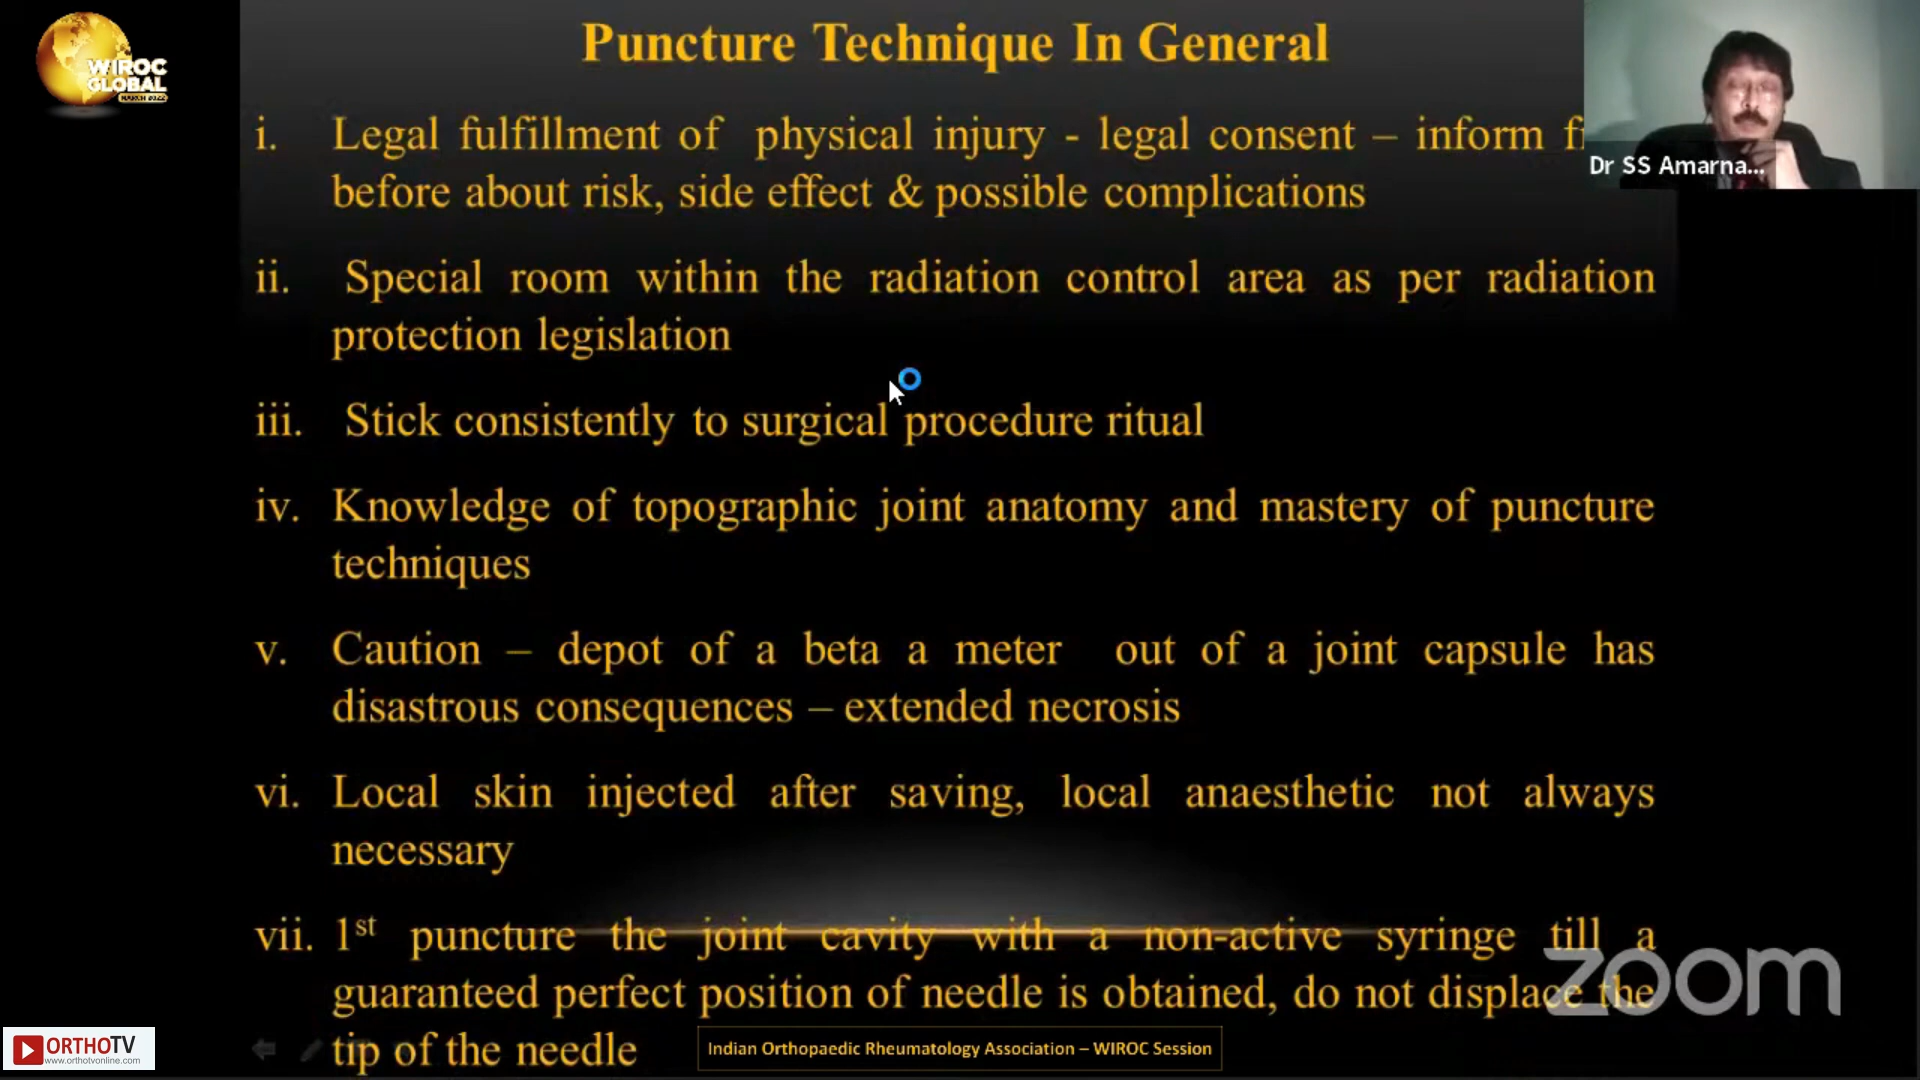 WIROC
GLOBAL
MARCH 2022
Puncture Technique In General
i. Legal fulfillment of physical injury - legal consent – inform
before about risk, side effect & possible complications
Dr SS Amarna...
ii. Special room within the radiation control area as per radiation
protection legislation
iii. Stick consistently to surgical procedure ritual
iv. Knowledge of topographic joint anatomy and mastery of puncture
techniques
v. Caution – depot of a beta a meter out of a joint capsule has
disastrous consequences – extended necrosis
vi. Local skin injected after saving, local anaesthetic not always
necessary
vii. 1st puncture the joint cavity with a non-active syringe till a
guaranteed perfect position of needle is obtained, do not displace the
tip of the needle
zoom
ORTHOTV
www.orthotvonline.com
Indian Orthopaedic Rheumatology Association – WIROC Session